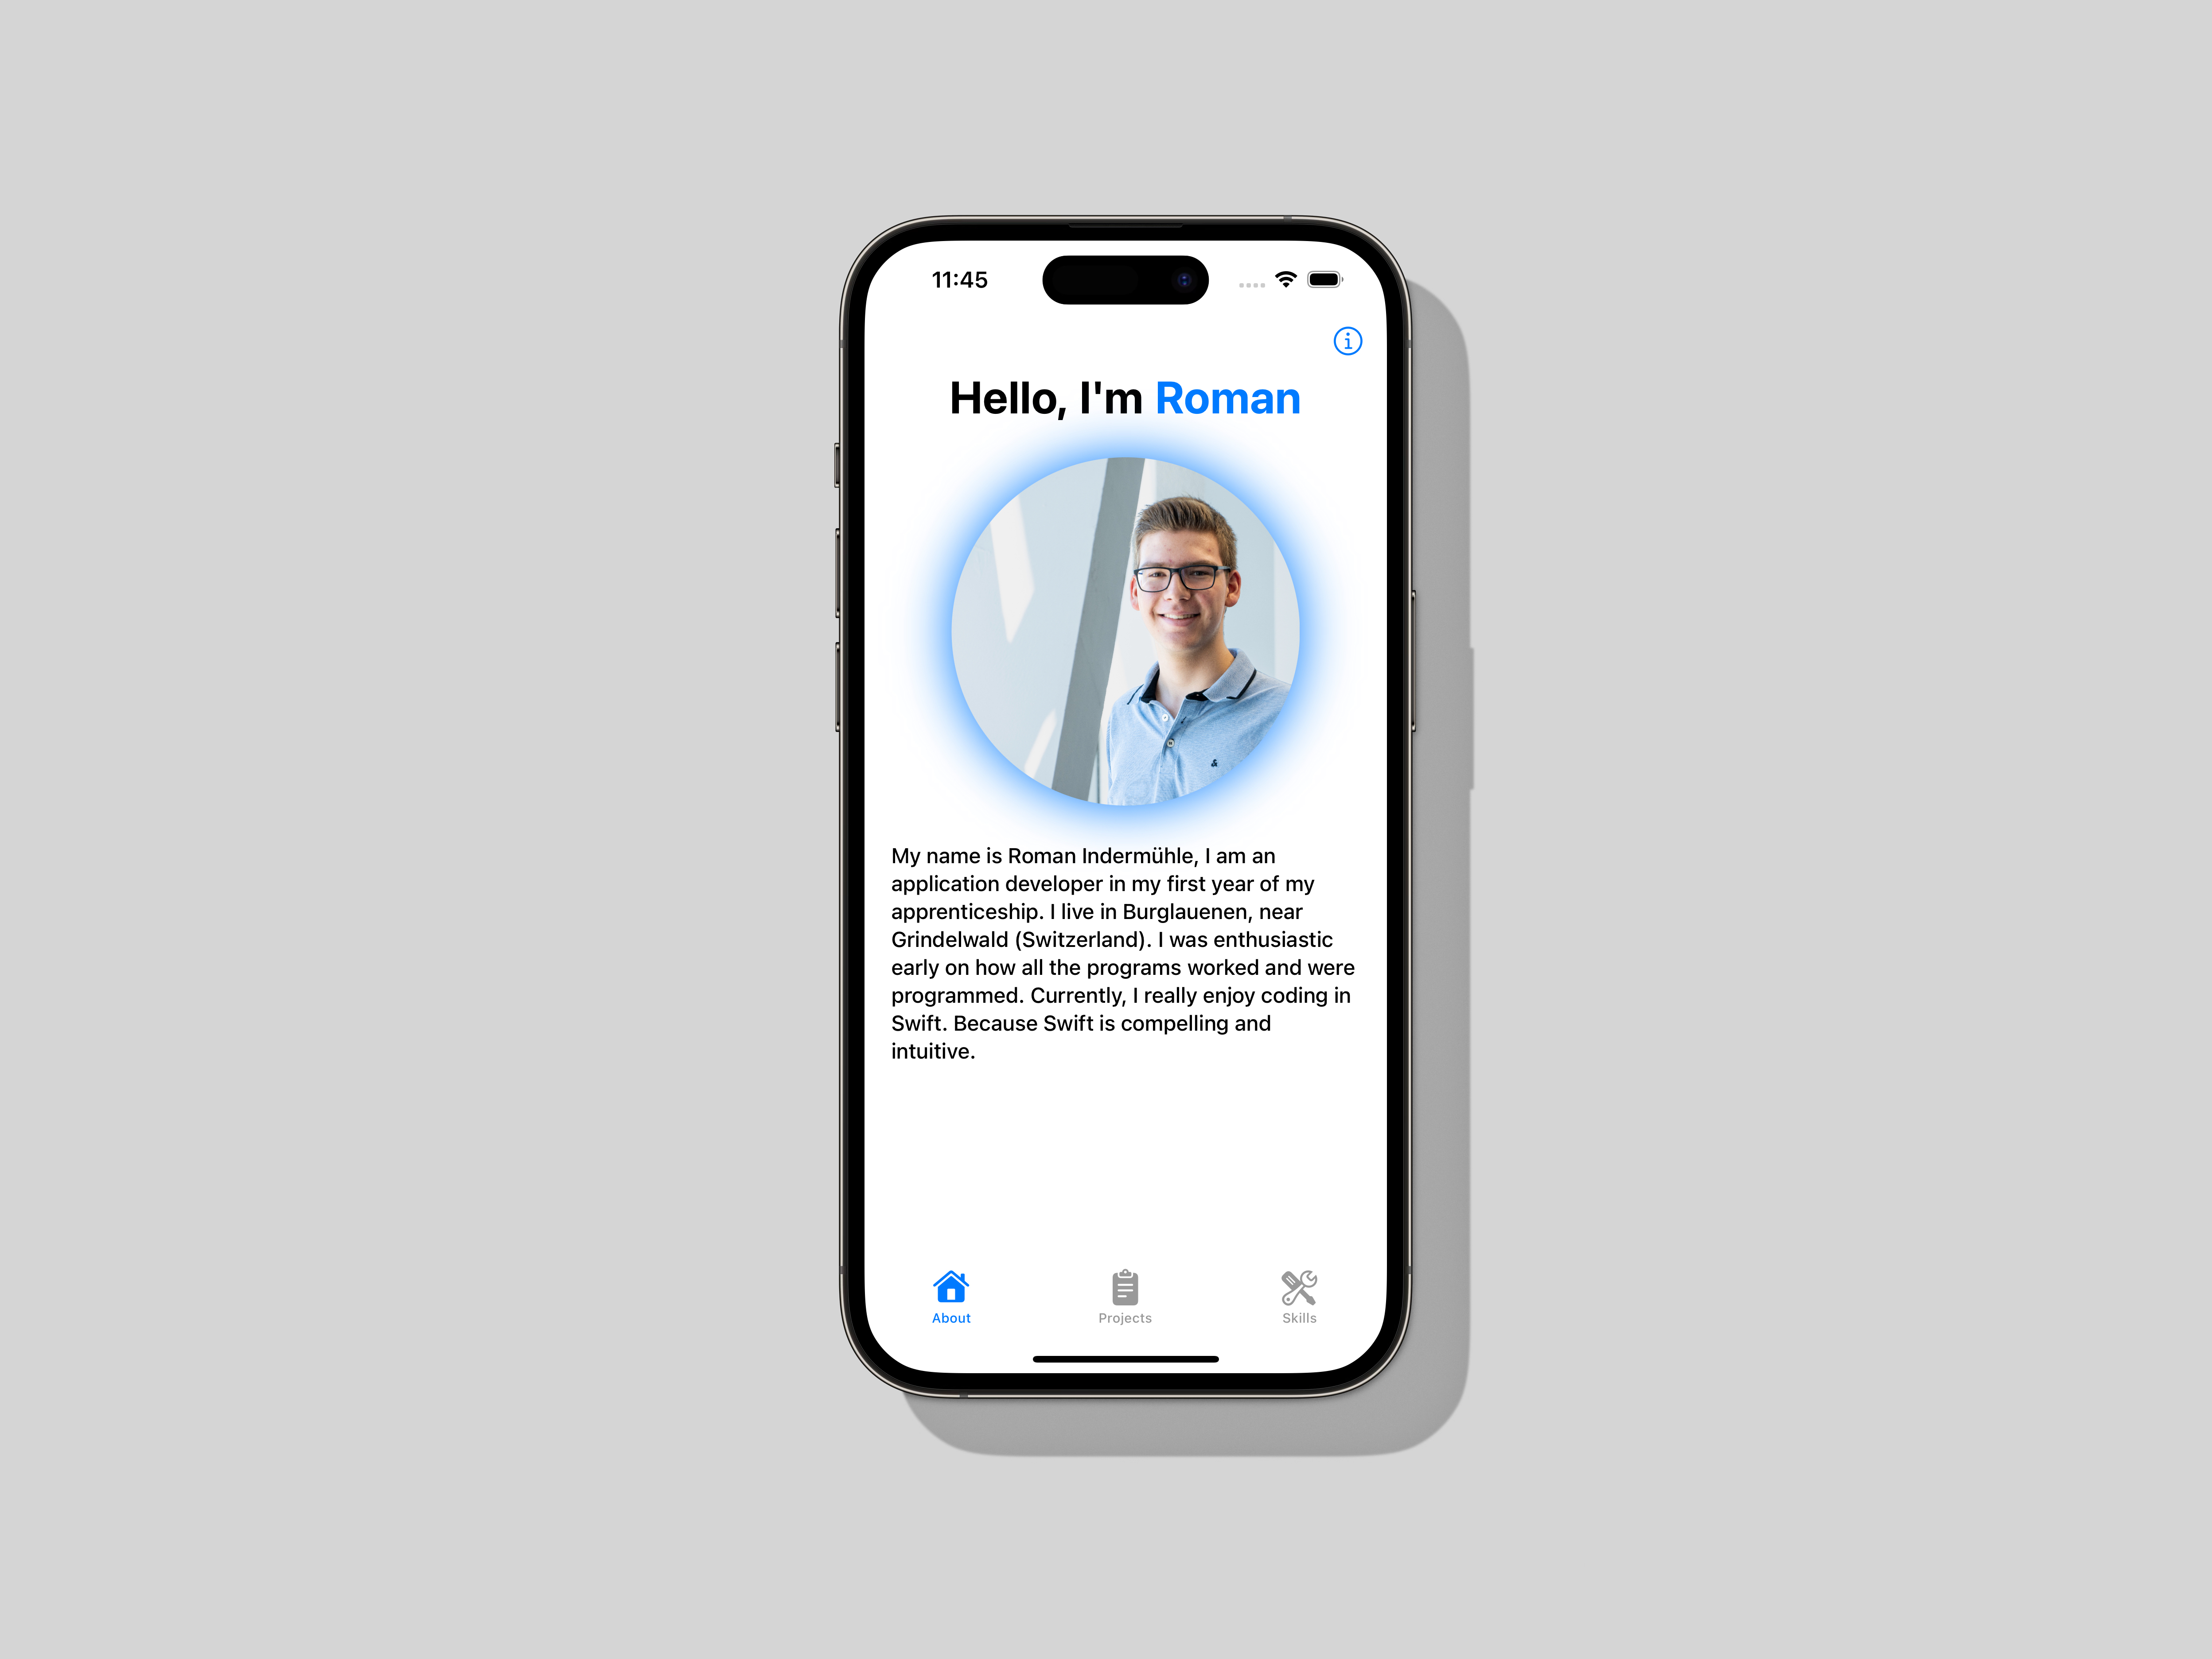 11:45
Hello, I'm Roman
My name is Roman Indermühle, I am an
application developer in my first year of my
apprenticeship. I live in Burglauenen, near
Grindelwald (Switzerland). I was enthusiastic
early on how all the programs worked and were
programmed. Currently, I really enjoy coding in
Swift. Because Swift is compelling and
intuitive.
About
Projects
Skills